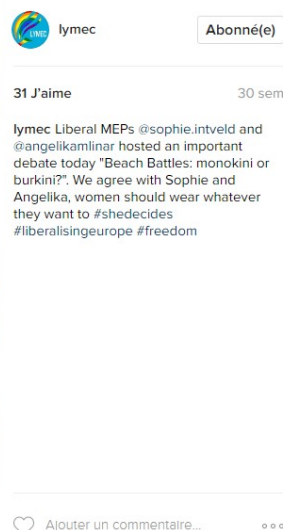 LYMEC
lymec
Abonné(e)
31 J'aime
30 sem
lymec Liberal MEPs @sophie.intveld and
@angelikamlinar hosted an important
debate today "Beach Battles: monokini or
burkini?". We agree with Sophie and
Angelika, women should wear whatever
they want to #shedecides
#liberalisingeurope #freedom
Ajouter un commentaire...